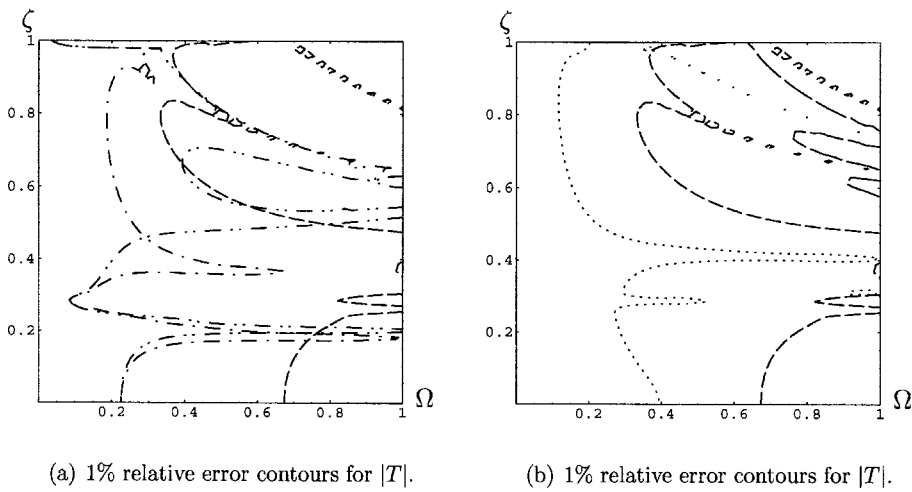 ζ
1
0.8
0.6
0.4
0.2
0.2 0.4 0.6 0.8 1 Ω
(a) 1% relative error contours for |T|.
ζ
1
0.8
0.6
0.4
0.2
0.2 0.4 0.6 0.8 1 Ω
(b) 1% relative error contours for |T|.